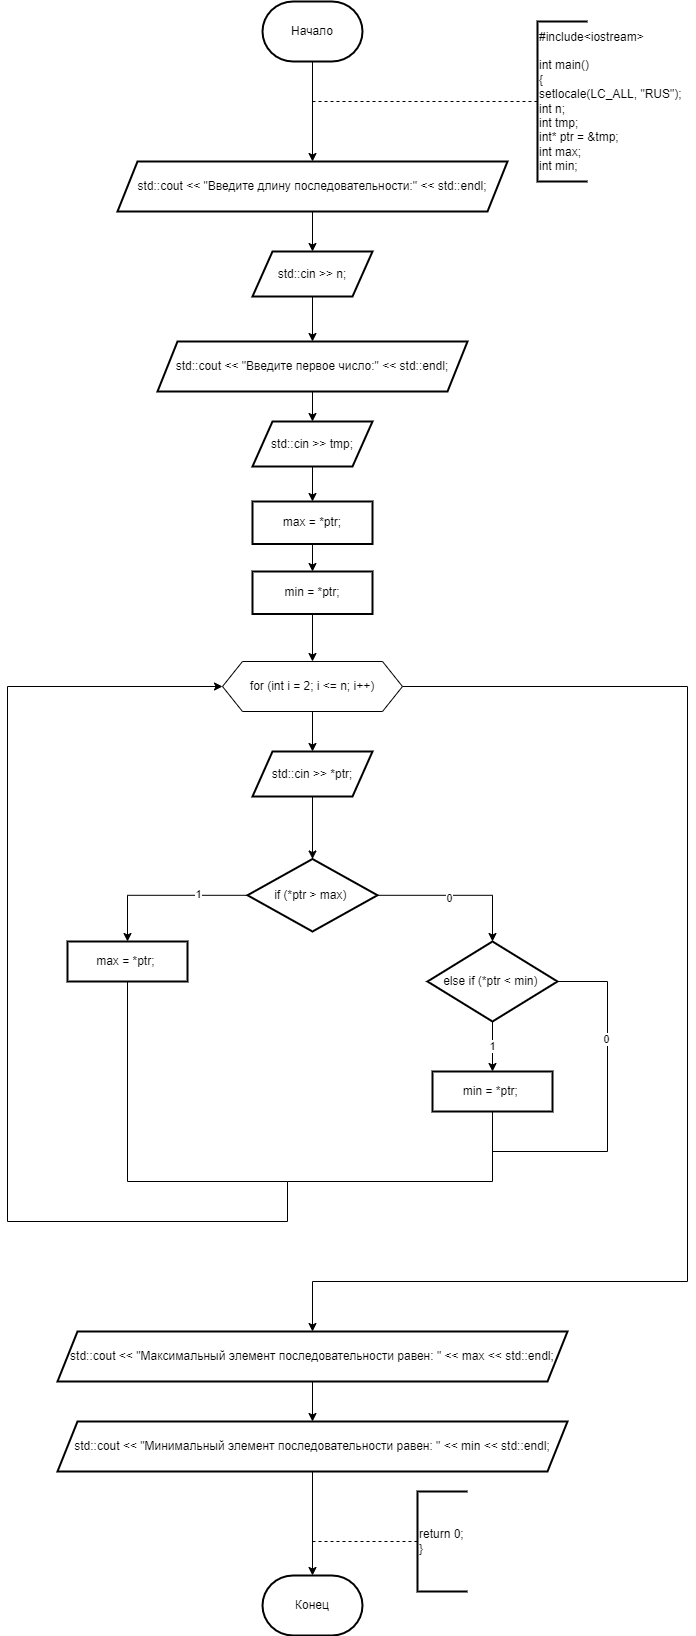 Начало
#include<iostream>
int main()
{
setlocale(LC_ALL, "RUS");
int n;
int tmp;
int* ptr = &tmp;
int max;
int min;
std::cout << "Введите длину последовательности:" << std::endl;
std::cin >> n;
std::cout << "Введите первое число:" << std::endl;
std::cin >> tmp;
max = *ptr;
min = *ptr;
for (int i = 2; i <= n; i++)
std::cin >> *ptr;
if (*ptr > max)
1
0
max = *ptr;
else if (*ptr < min)
0
1
min = *ptr;
std::cout << "Максимальный элемент последовательности равен: " << max << std::endl;
std::cout << "Минимальный элемент последовательности равен: " << min << std::endl;
return 0;
}
Конец